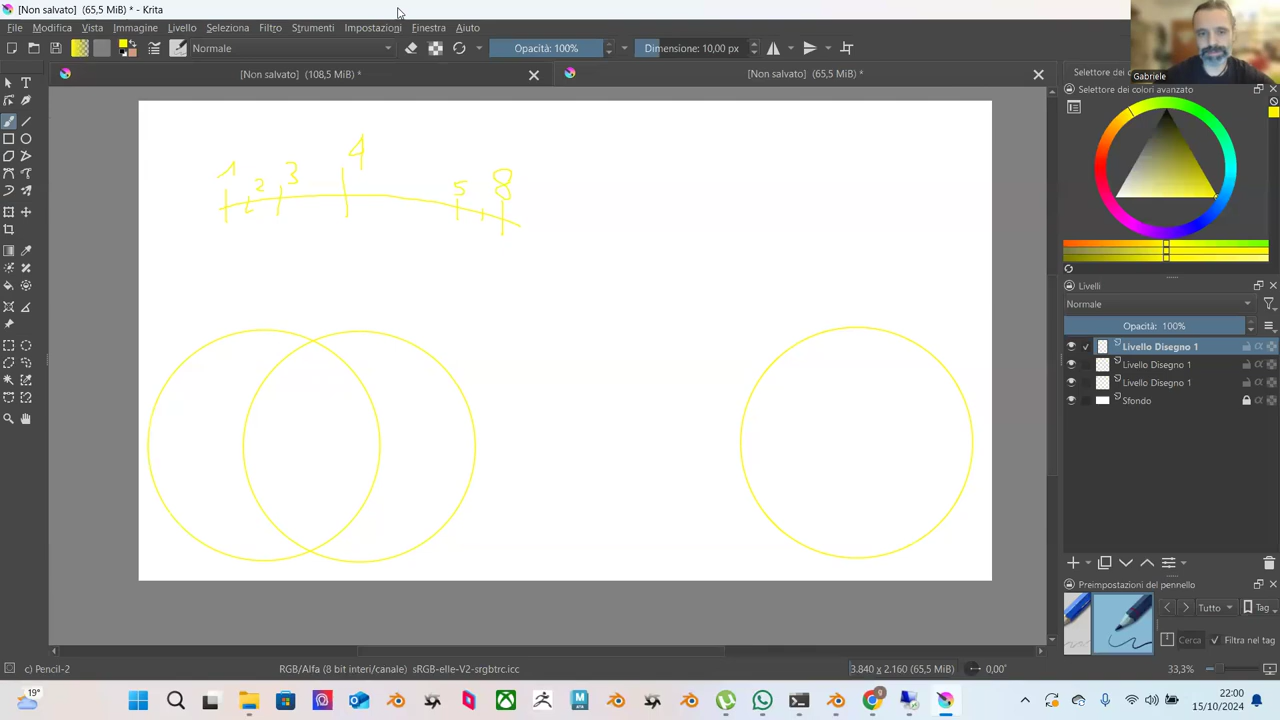 [Non salvato] (65,5 MiB) * - Krita
File Modifica Vista Immagine Livello Seleziona Filtro Strumenti Impostazioni Finestra Aiuto
Normale Opacità: 100% Dimensione: 10,00 px
Gabriele
[Non salvato] (108,5 MiB) * [Non salvato] (65,5 MiB) *
Selettore dei co
Selettore dei colori avanzato
1 2 3 4 5 8
Livelli
Normale
Opacità: 100%
Livello Disegno 1
Livello Disegno 1
Livello Disegno 1
Sfondo
Preimpostazioni del pennello
Tutto Tag
Cerca Filtra nel tag
c) Pencil-2 RGB/Alfa (8 bit interi/canale) sRGB-elle-V2-srgbtrc.icc 3.840 x 2.160 (65,5 MiB) 0,00° 33,3%
19° 22:00
15/10/2024